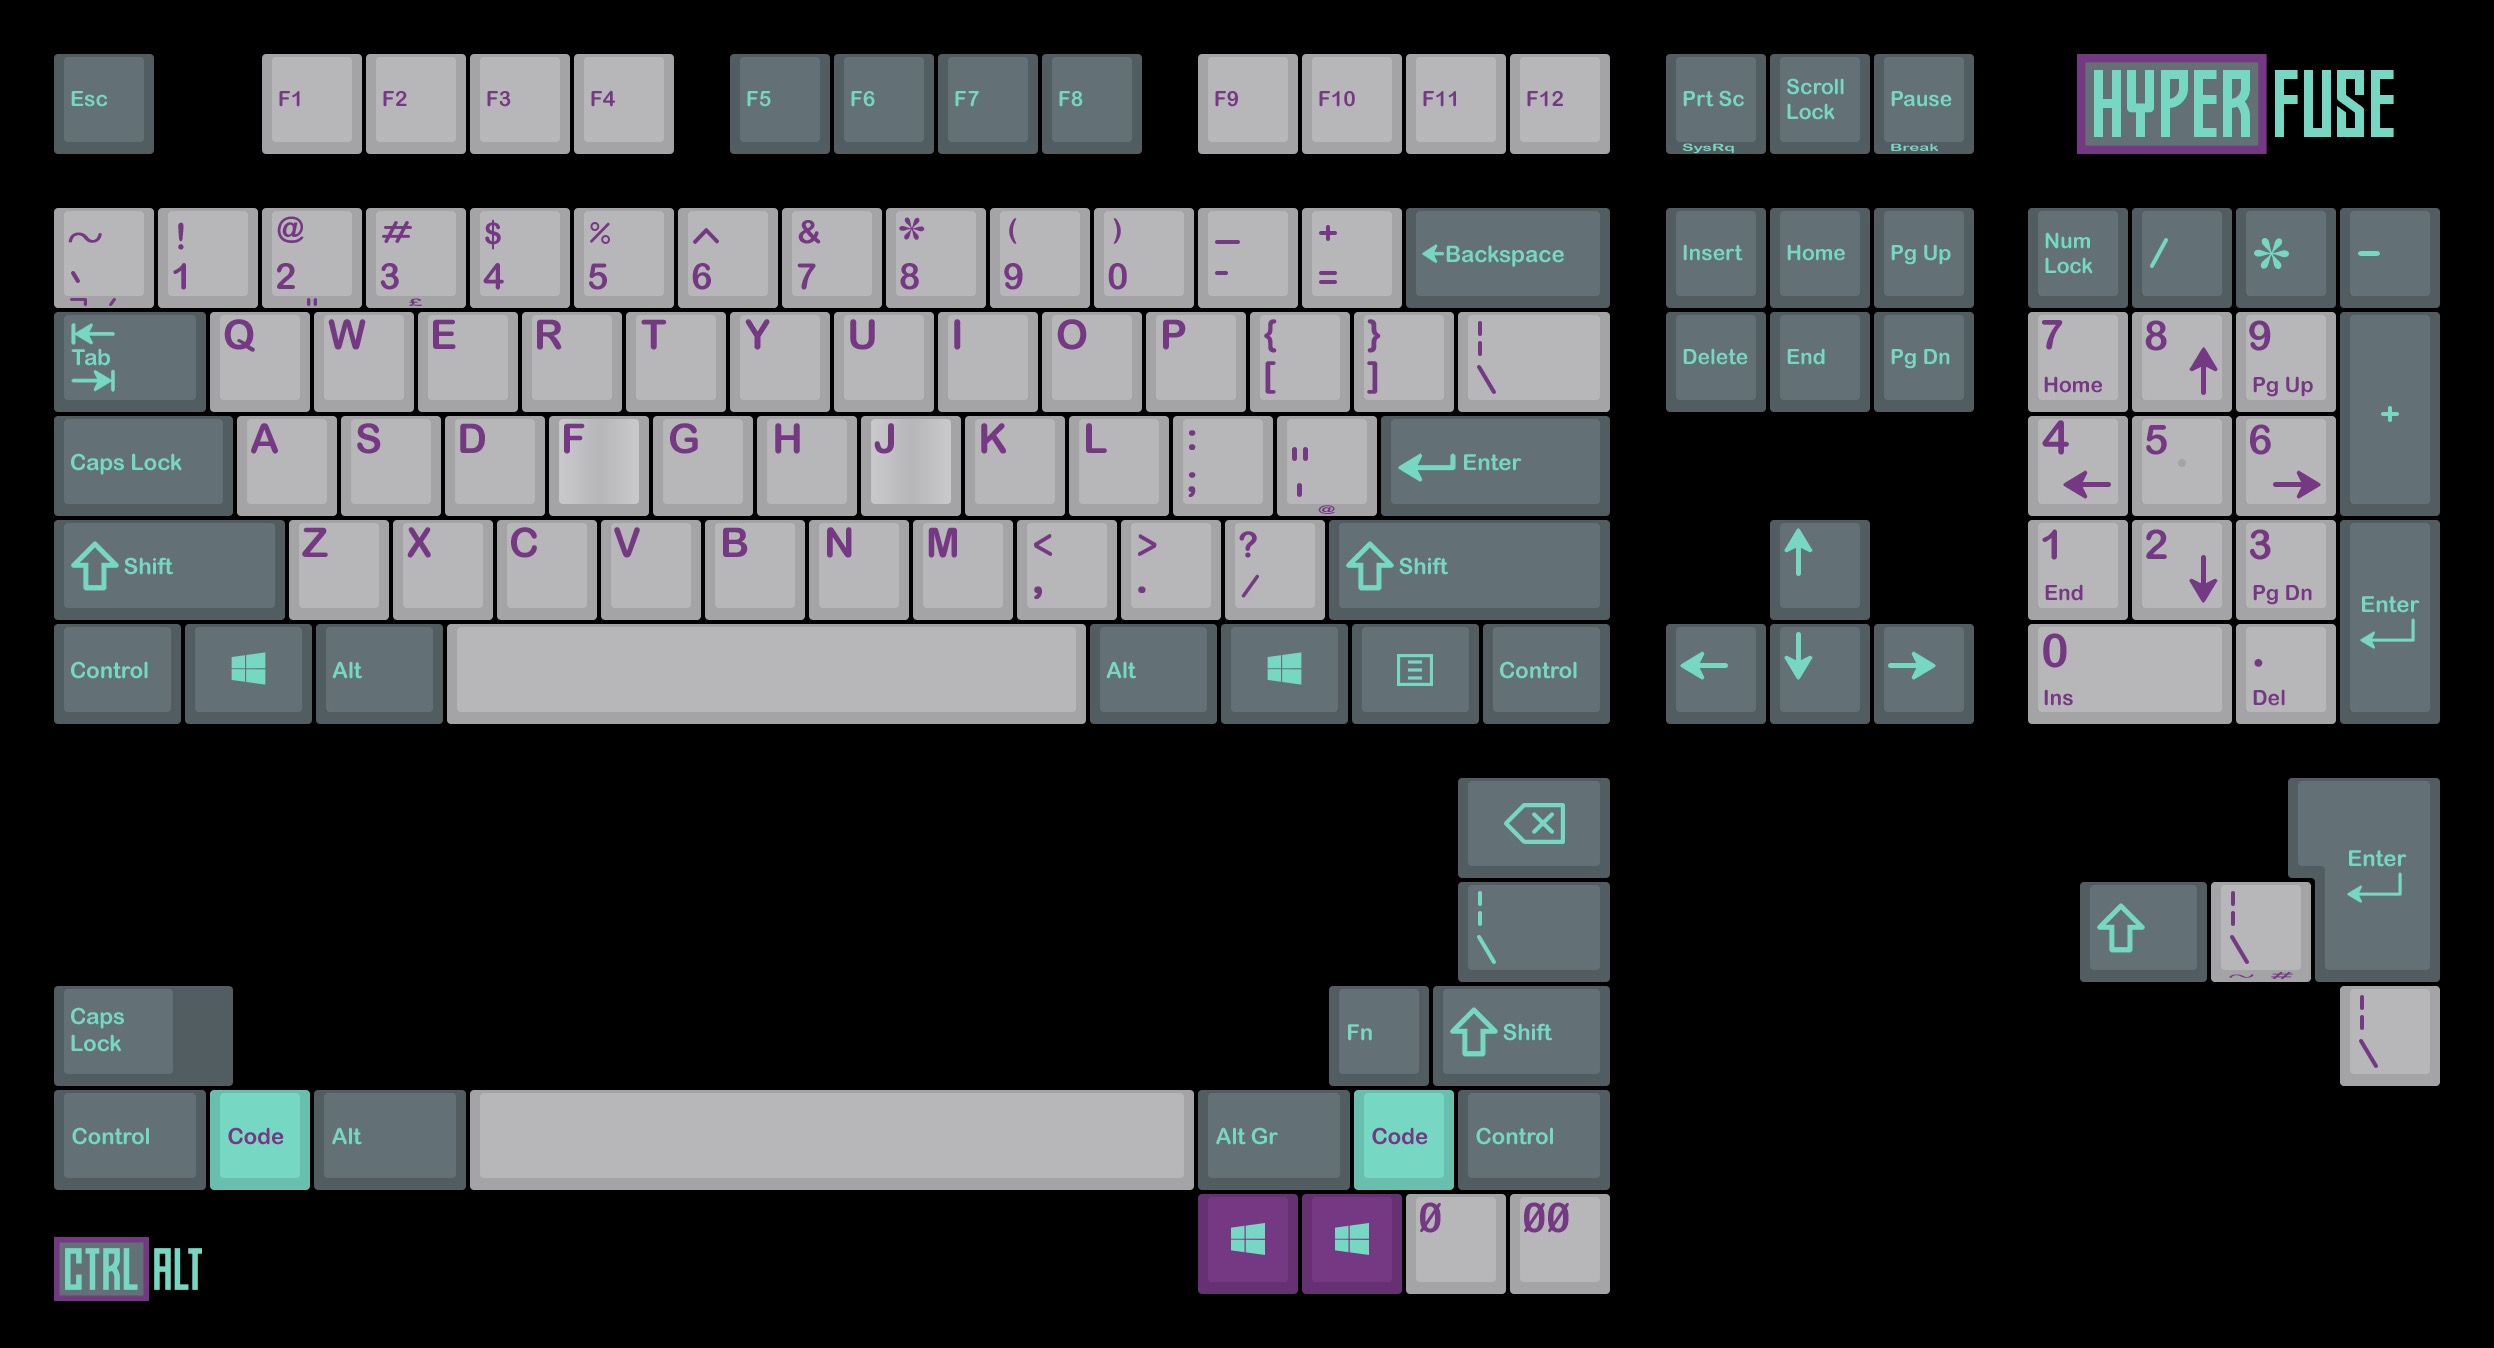 Esc F1 F2 F3 F4 F5 F6 F7 F8 F9 F10 F11 F12 Prt Sc SysRq Scroll Lock Pause Break HYPER FUSE
~ ! @ # $ % ^ & * ( ) — +
` 1 2 3 4 5 6 7 8 9 0 - = ←Backspace Insert Home Pg Up Num Lock / * −
¬ / " £
Tab Q W E R T Y U I O P { [ } ] ¦ \ Delete End Pg Dn 7 Home 8 ↑ 9 Pg Up +
Caps Lock A S D F G H J K L : ; " ' @ Enter 4 ← 5 6 →
Shift Z X C V B N M < , > . ? / Shift ↑ 1 End 2 ↓ 3 Pg Dn Enter
Control Alt Alt Control ← ↓ → 0 Ins . Del
Enter
¦ \ ¦ \ ~ #
Caps Lock Fn Shift ¦ \
Control Code Alt Alt Gr Code Control
Ø ØØ
CTRL ALT